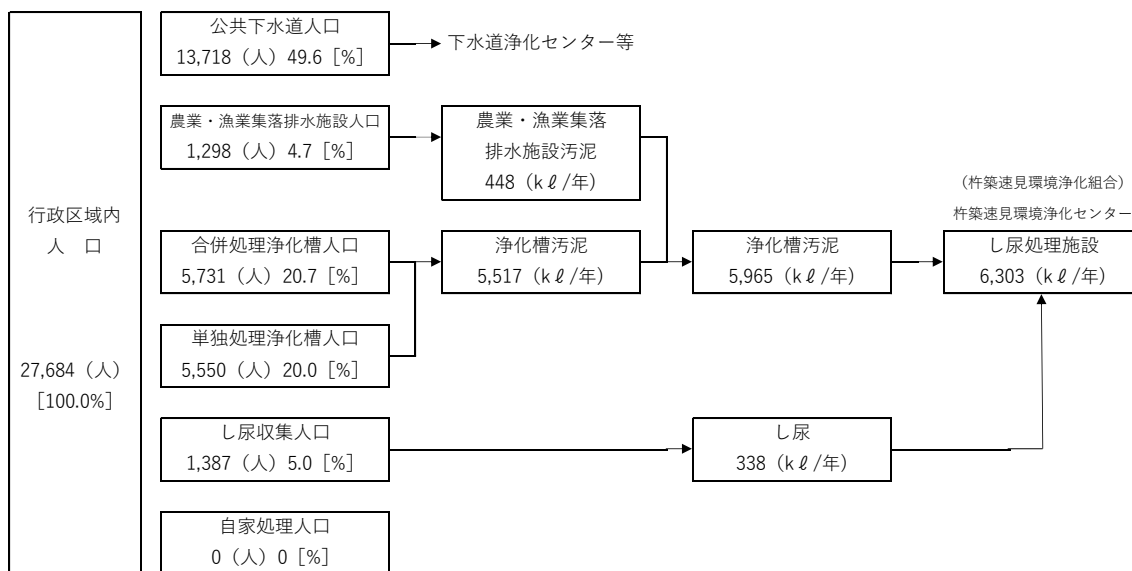 行政区域内
人　口
27,684（人）
［100.0%］
公共下水道人口
13,718（人）49.6［%］
下水道浄化センター等
農業・漁業集落排水施設人口
1,298（人）4.7［%］
農業・漁業集落
排水施設汚泥
448（kℓ/年）
合併処理浄化槽人口
5,731（人）20.7［%］
浄化槽汚泥
5,517（kℓ/年）
浄化槽汚泥
5,965（kℓ/年）
（杵築速見環境浄化組合）
杵築速見環境浄化センター
し尿処理施設
6,303（kℓ/年）
単独処理浄化槽人口
5,550（人）20.0［%］
し尿収集人口
1,387（人）5.0［%］
し尿
338（kℓ/年）
自家処理人口
0（人）0［%］